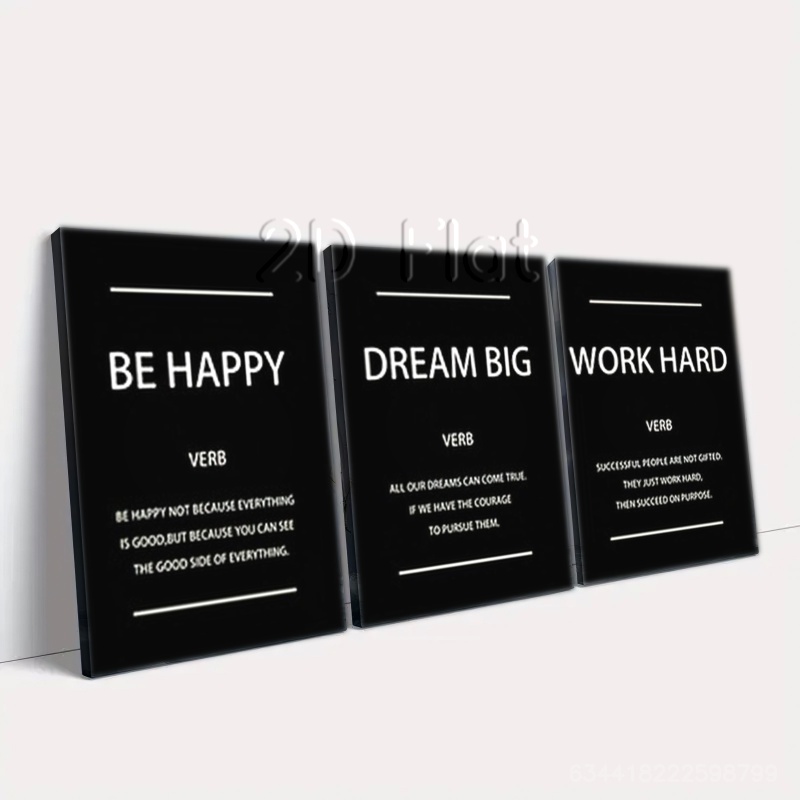 2D Flat
BE HAPPY
VERB
BE HAPPY NOT BECAUSE EVERYTHING
IS GOOD,BUT BECAUSE YOU CAN SEE
THE GOOD SIDE OF EVERYTHING.
DREAM BIG
VERB
ALL OUR DREAMS CAN COME TRUE.
IF WE HAVE THE COURAGE
TO PURSUE THEM.
WORK HARD
VERB
SUCCESSFUL PEOPLE ARE NOT GIFTED.
THEY JUST WORK HARD,
THEN SUCCEED ON PURPOSE.